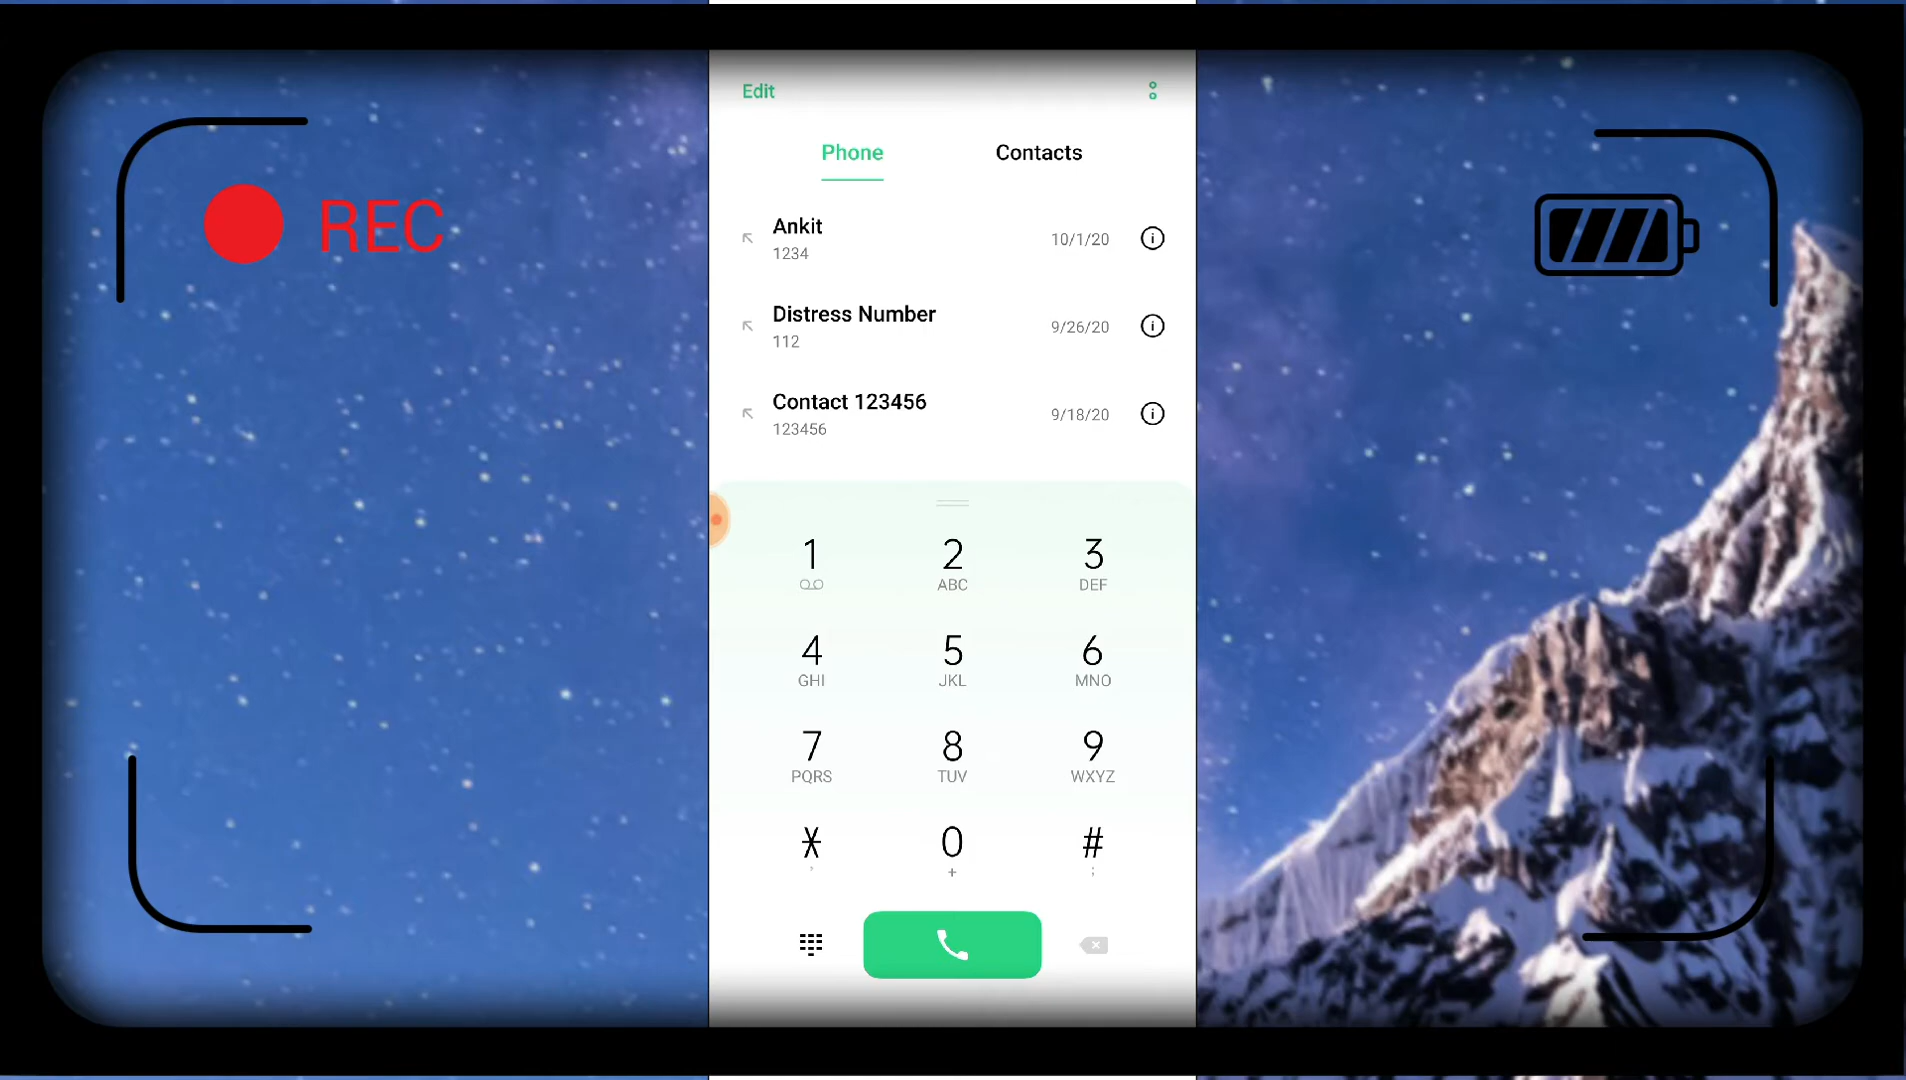 Edit
Phone Contacts
REC
Ankit
1234
10/1/20
Distress Number
112
9/26/20
Contact 123456
123456
9/18/20
1 2 3
ABC DEF
4 5 6
GHI JKL MNO
7 8 9
PQRS TUV WXYZ
* 0 #
, + ;